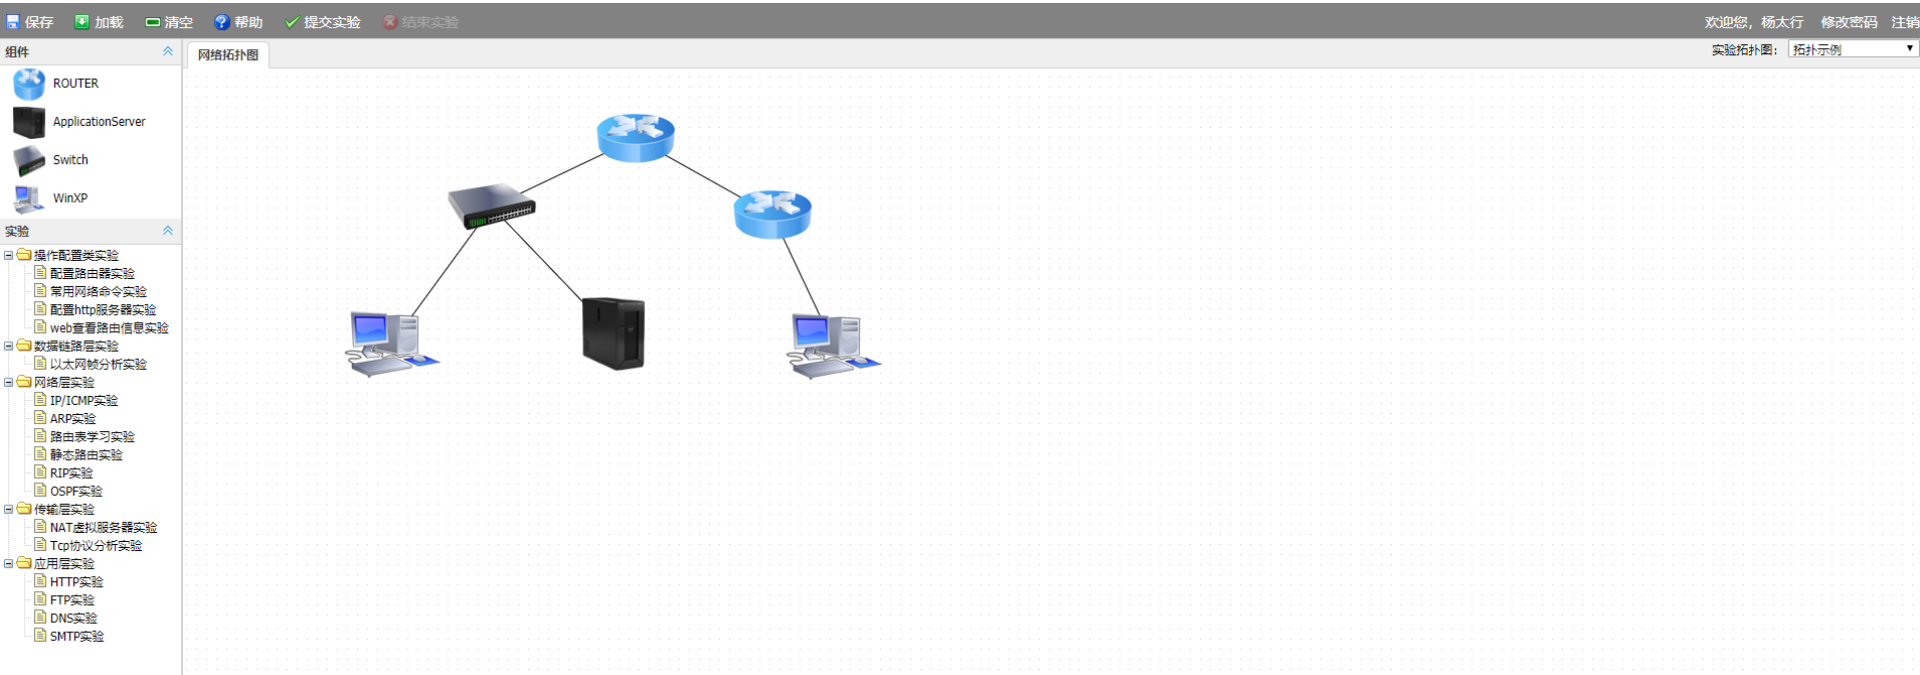 保存 加载 清空 帮助 提交实验 结束实验 欢迎您，杨太行 修改密码 注销
组件
网络拓扑图
实验拓扑图： 拓扑示例
ROUTER
ApplicationServer
Switch
WinXP
实验
操作配置类实验
配置路由器实验
常用网络命令实验
配置http服务器实验
web查看路由信息实验
数据链路层实验
以太网帧分析实验
网络层实验
IP/ICMP实验
ARP实验
路由表学习实验
静态路由实验
RIP实验
OSPF实验
传输层实验
NAT虚拟服务器实验
Tcp协议分析实验
应用层实验
HTTP实验
FTP实验
DNS实验
SMTP实验